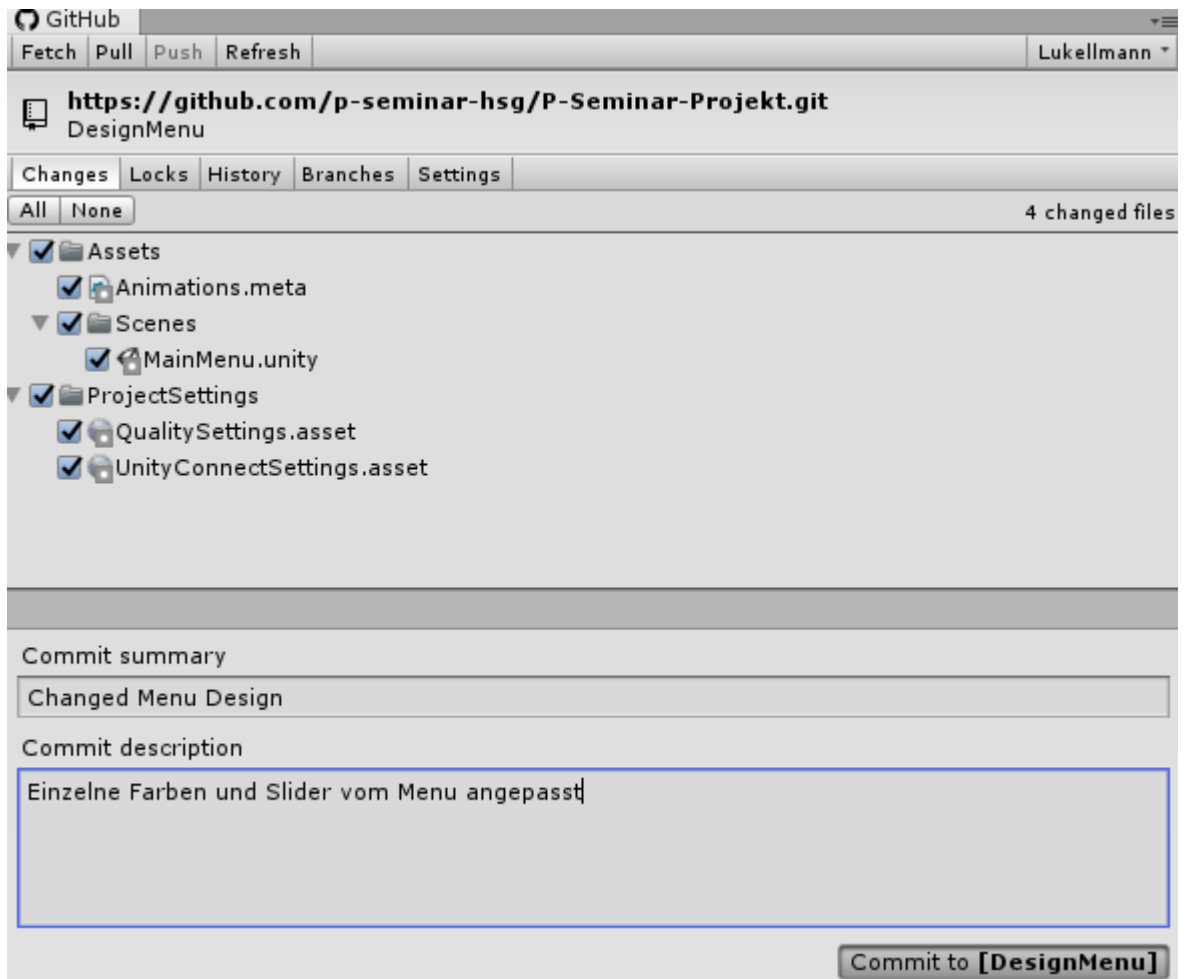 GitHub
Fetch Pull Push Refresh Lukellmann
https://github.com/p-seminar-hsg/P-Seminar-Projekt.git
DesignMenu
Changes Locks History Branches Settings
All None 4 changed files
Assets
Animations.meta
Scenes
MainMenu.unity
ProjectSettings
QualitySettings.asset
UnityConnectSettings.asset
Commit summary
Changed Menu Design
Commit description
Einzelne Farben und Slider vom Menu angepasst
Commit to [DesignMenu]